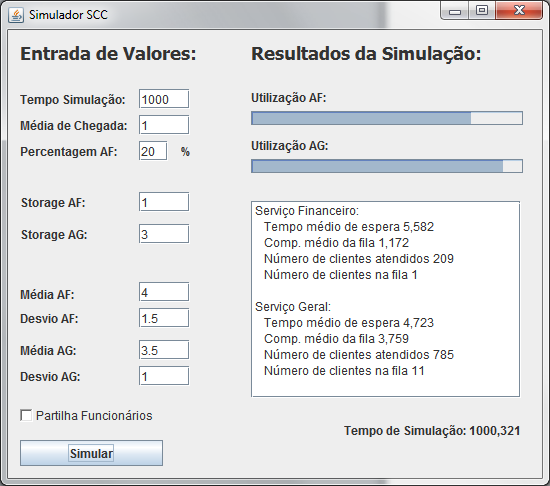 Simulador SCC
Entrada de Valores:
Tempo Simulação: 1000
Média de Chegada: 1
Percentagem AF: 20 %
Storage AF: 1
Storage AG: 3
Média AF: 4
Desvio AF: 1.5
Média AG: 3.5
Desvio AG: 1
Partilha Funcionários
Simular
Resultados da Simulação:
Utilização AF:
Utilização AG:
Serviço Financeiro:
Tempo médio de espera 5,582
Comp. médio da fila 1,172
Número de clientes atendidos 209
Número de clientes na fila 1
Serviço Geral:
Tempo médio de espera 4,723
Comp. média da fila 3,759
Número de clientes atendidos 785
Número de clientes na fila 11
Tempo de Simulação: 1000,321